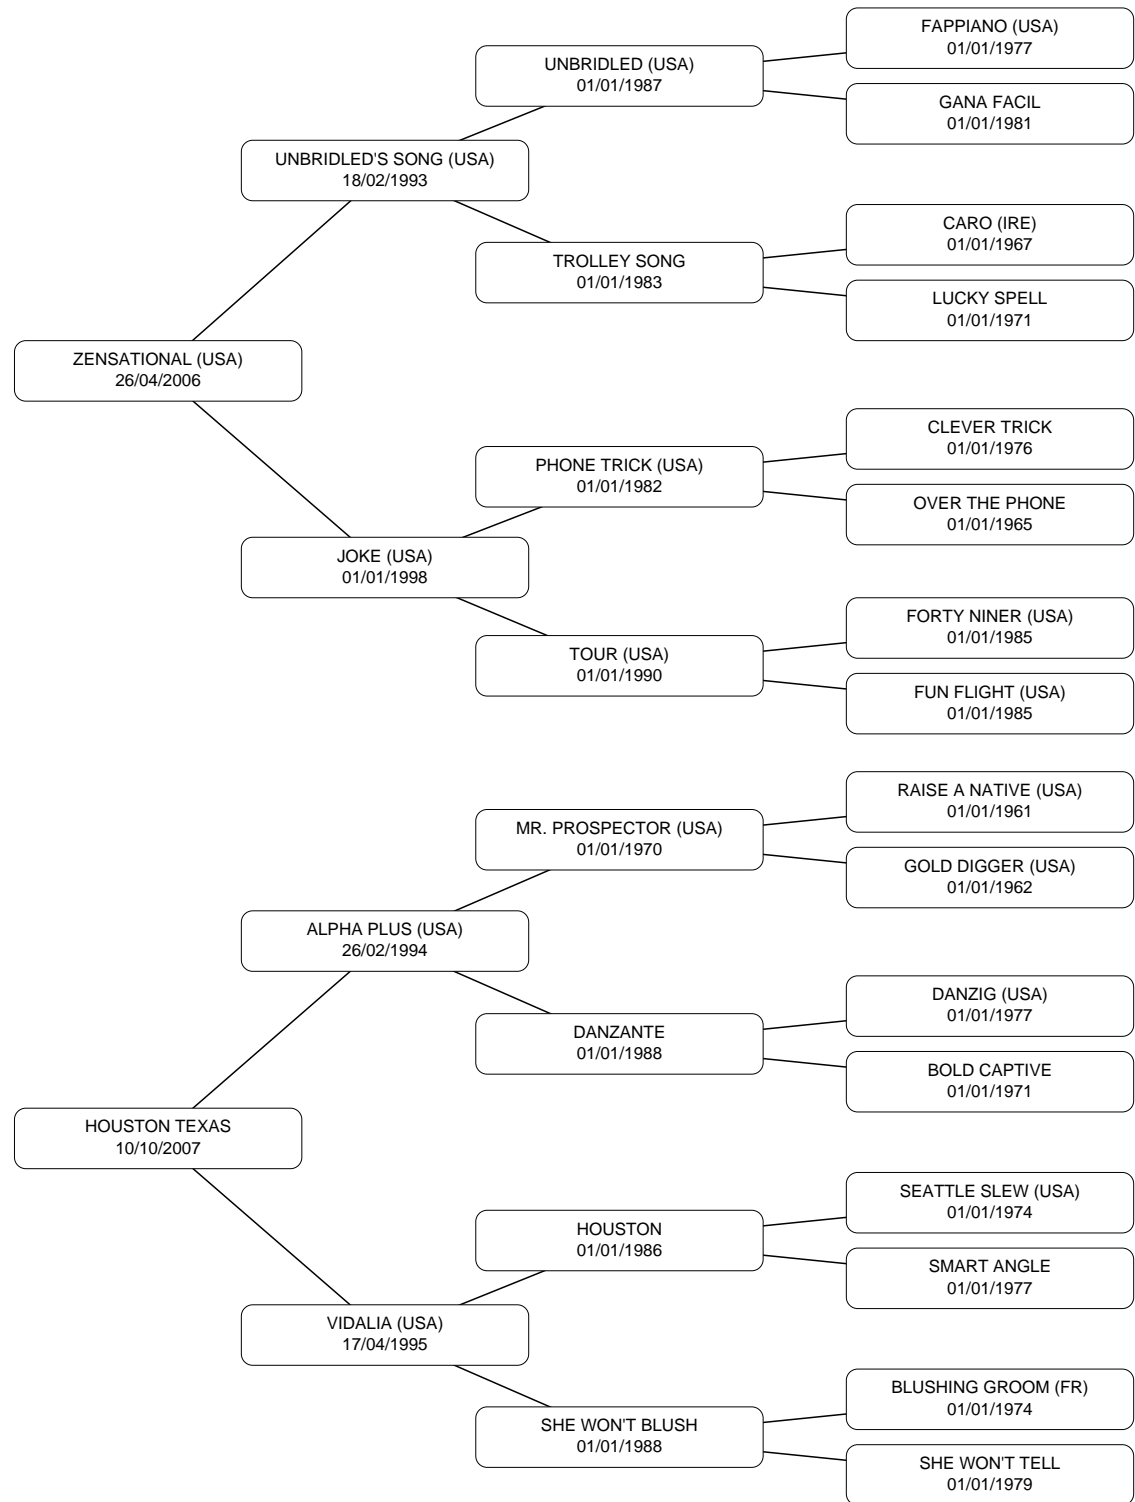 FAPPIANO (USA)
01/01/1977
UNBRIDLED (USA)
01/01/1987
GANA FACIL
01/01/1981
UNBRIDLED'S SONG (USA)
18/02/1993
CARO (IRE)
01/01/1967
TROLLEY SONG
01/01/1983
LUCKY SPELL
01/01/1971
ZENSATIONAL (USA)
26/04/2006
CLEVER TRICK
01/01/1976
PHONE TRICK (USA)
01/01/1982
OVER THE PHONE
01/01/1965
JOKE (USA)
01/01/1998
FORTY NINER (USA)
01/01/1985
TOUR (USA)
01/01/1990
FUN FLIGHT (USA)
01/01/1985
RAISE A NATIVE (USA)
01/01/1961
MR. PROSPECTOR (USA)
01/01/1970
GOLD DIGGER (USA)
01/01/1962
ALPHA PLUS (USA)
26/02/1994
DANZIG (USA)
01/01/1977
DANZANTE
01/01/1988
BOLD CAPTIVE
01/01/1971
HOUSTON TEXAS
10/10/2007
SEATTLE SLEW (USA)
01/01/1974
HOUSTON
01/01/1986
SMART ANGLE
01/01/1977
VIDALIA (USA)
17/04/1995
BLUSHING GROOM (FR)
01/01/1974
SHE WON'T BLUSH
01/01/1988
SHE WON'T TELL
01/01/1979